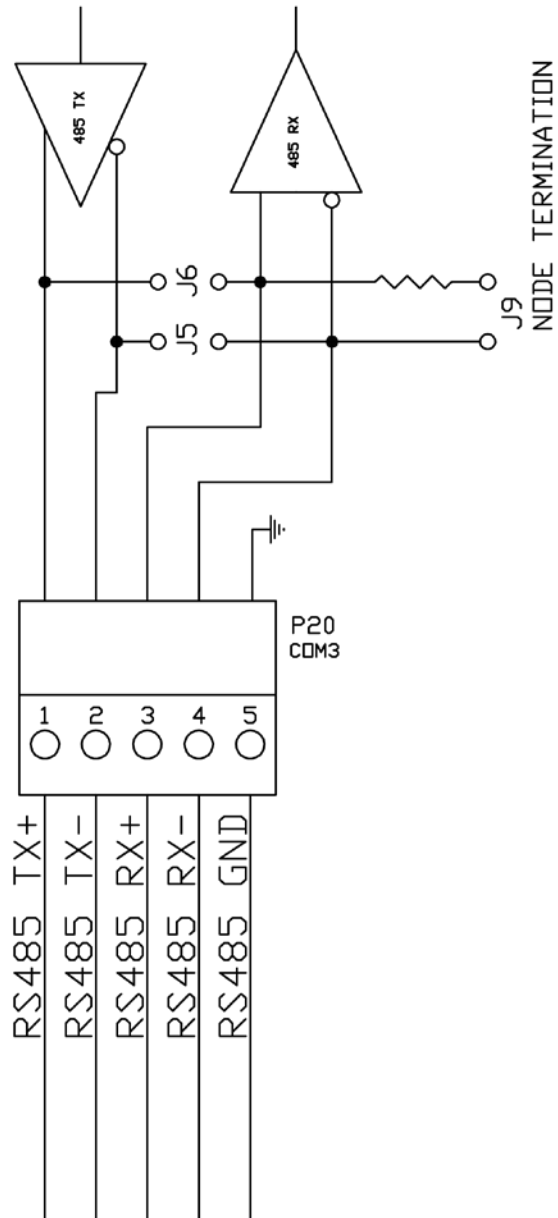 485 TX
485 RX
J6
J5
J9
NODE TERMINATION
P20
COM3
1 2 3 4 5
RS485 TX+
RS485 TX-
RS485 RX+
RS485 RX-
RS485 GND